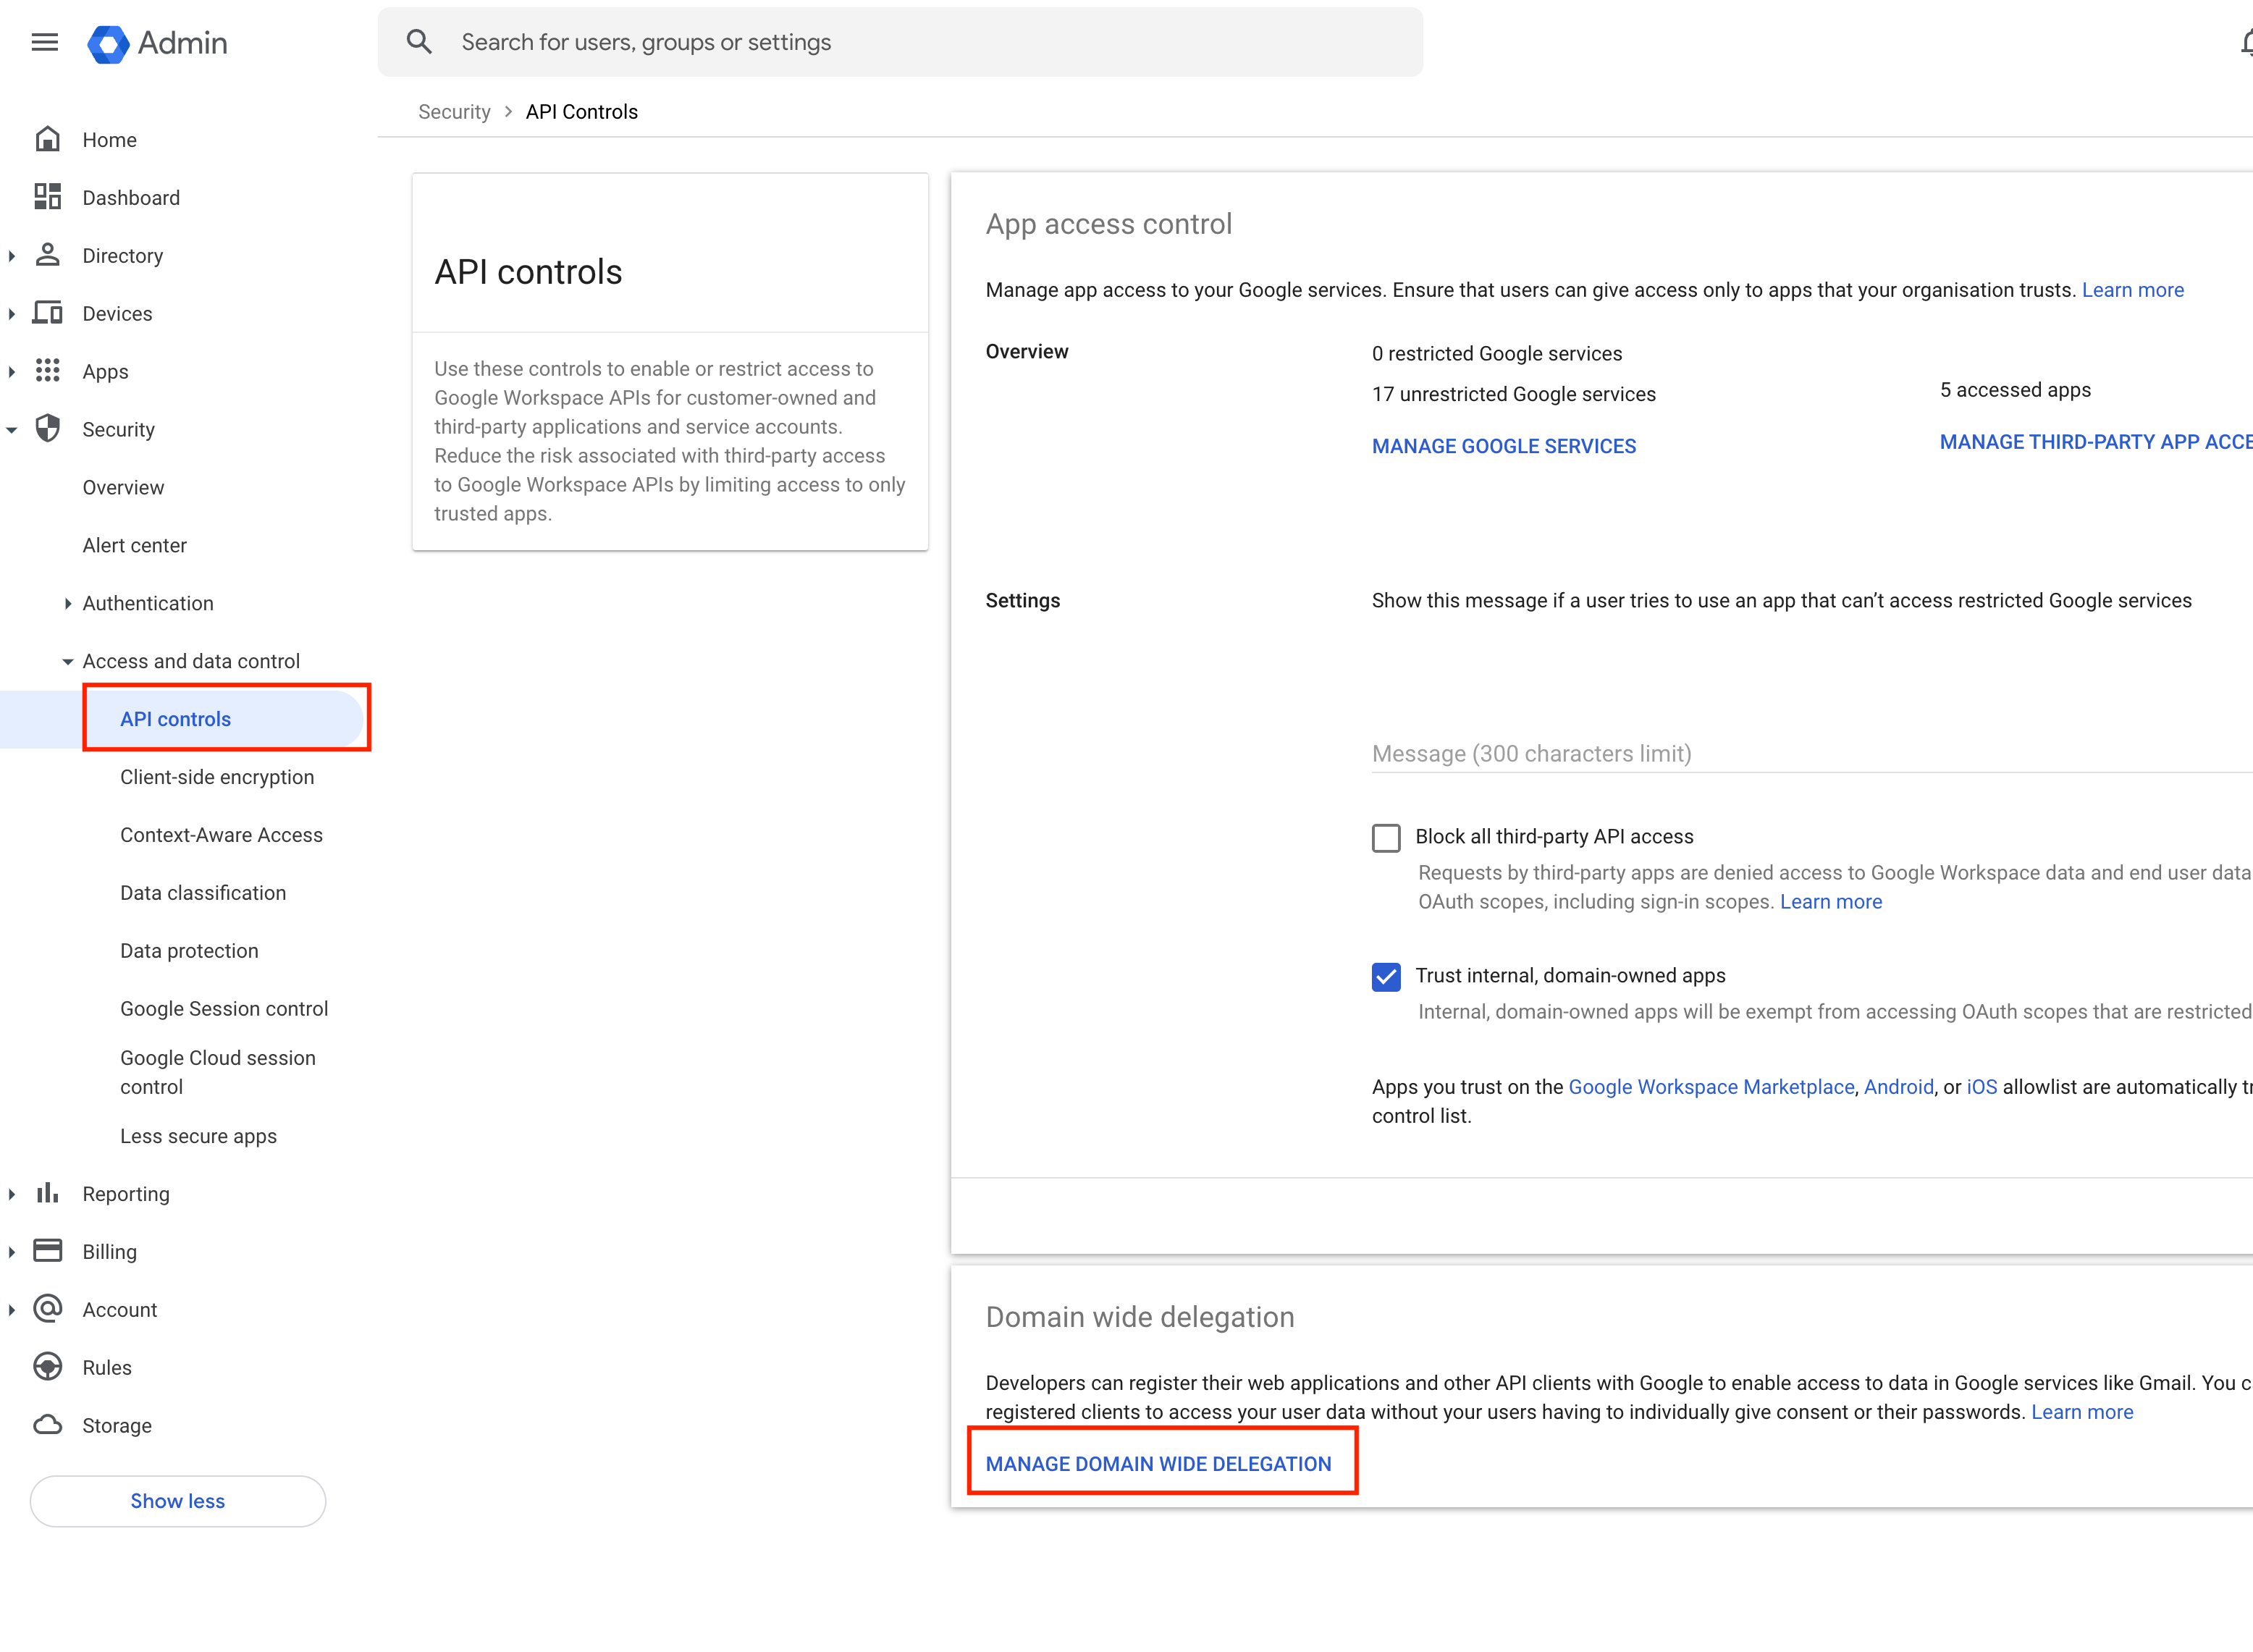 Admin
Search for users, groups or settings
Security > API Controls
Home
Dashboard
Directory
Devices
Apps
Security
Overview
Alert center
Authentication
Access and data control
API controls
Client-side encryption
Context-Aware Access
Data classification
Data protection
Google Session control
Google Cloud session
control
Less secure apps
Reporting
Billing
Account
Rules
Storage
Show less
API controls
Use these controls to enable or restrict access to
Google Workspace APIs for customer-owned and
third-party applications and service accounts.
Reduce the risk associated with third-party access
to Google Workspace APIs by limiting access to only
trusted apps.
App access control
Manage app access to your Google services. Ensure that users can give access only to apps that your organisation trusts. Learn more
Overview
0 restricted Google services
17 unrestricted Google services
MANAGE GOOGLE SERVICES
5 accessed apps
MANAGE THIRD-PARTY APP ACCE
Settings
Show this message if a user tries to use an app that can’t access restricted Google services
Message (300 characters limit)
Block all third-party API access
Requests by third-party apps are denied access to Google Workspace data and end user data
OAuth scopes, including sign-in scopes. Learn more
Trust internal, domain-owned apps
Internal, domain-owned apps will be exempt from accessing OAuth scopes that are restricted
Apps you trust on the Google Workspace Marketplace, Android, or iOS allowlist are automatically tr
control list.
Domain wide delegation
Developers can register their web applications and other API clients with Google to enable access to data in Google services like Gmail. You c
registered clients to access your user data without your users having to individually give consent or their passwords. Learn more
MANAGE DOMAIN WIDE DELEGATION